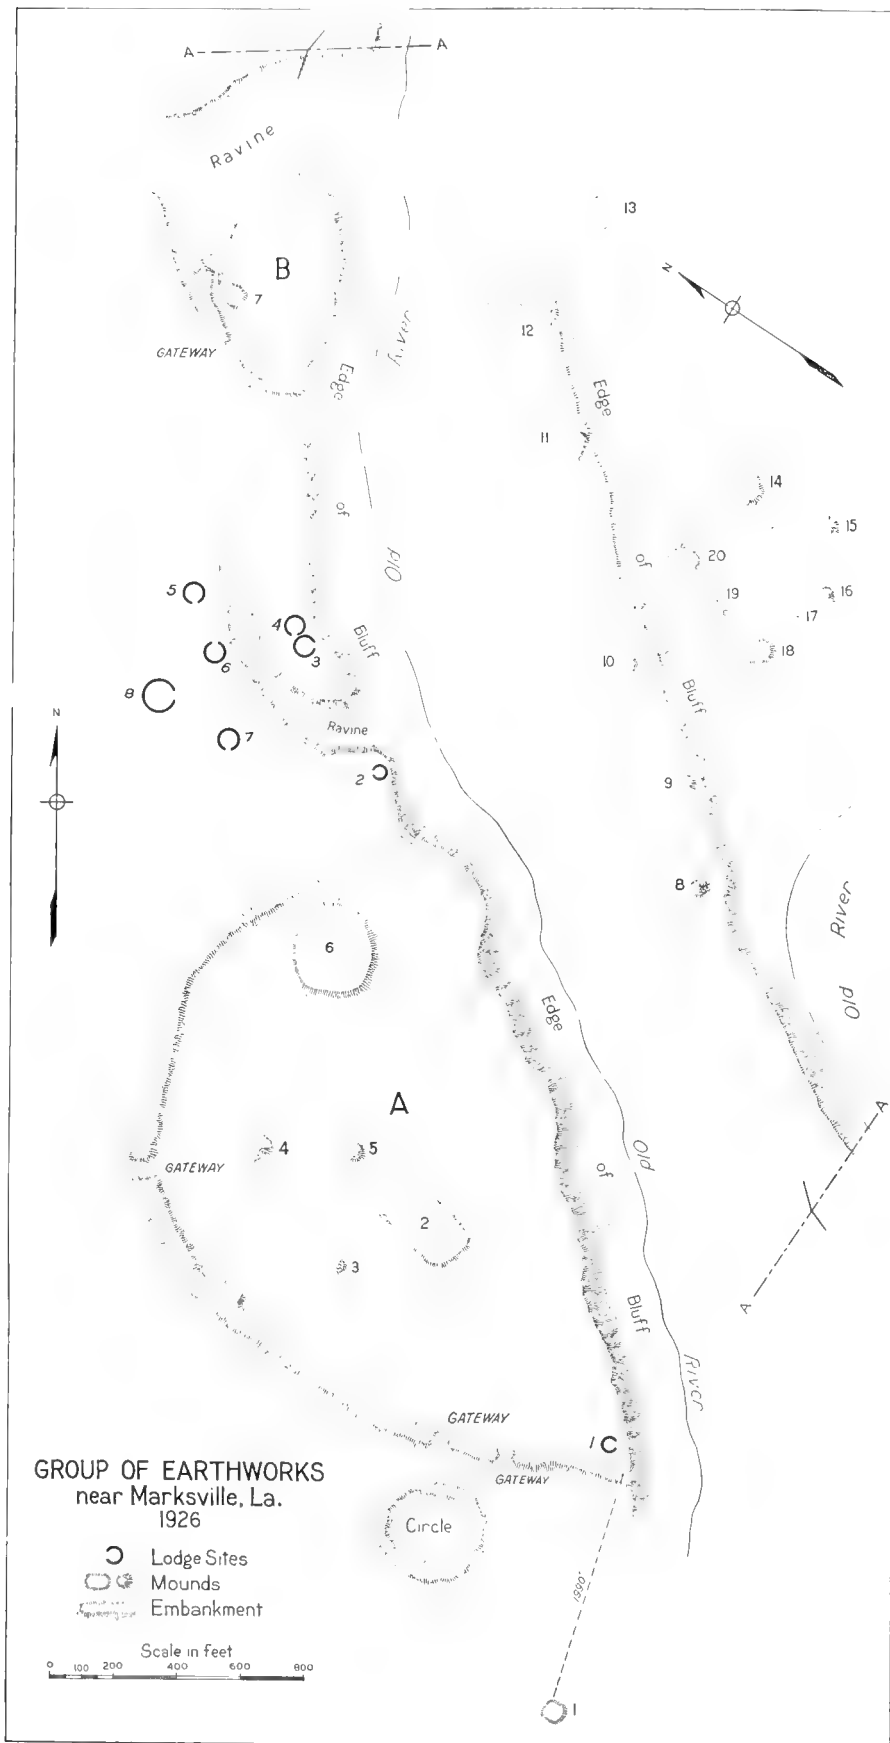 A
A
Ravine
13
B
7
N
12
GATEWAY
River
Edge
Edge
11
14
of
15
of
20
Old
5
16
19
17
4
Bluff
18
3
10
6
8
Bluff
Ravine
N
7
2
9
8
6
Old River
Edge
A
A
Old
4
5
GATEWAY
of
2
3
A
Bluff
River
GATEWAY
1
GATEWAY
GROUP OF EARTHWORKS
near Marksville, La.
1926
Circle
Lodge Sites
Mounds
Embankment
1990'
Scale in feet
0 100 200 400 600 800
1